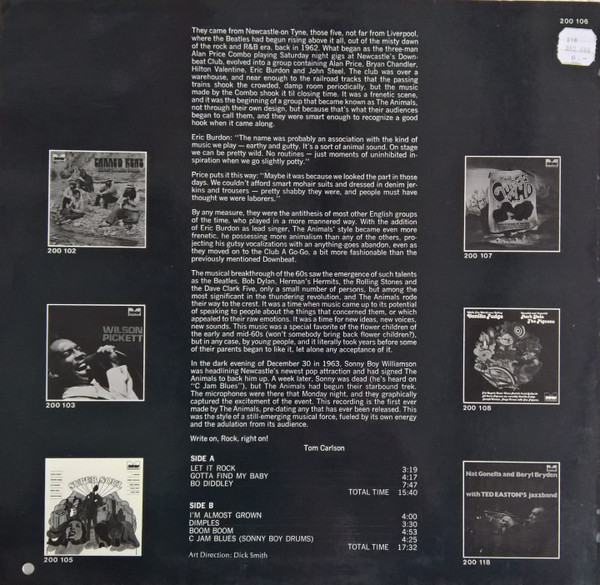 200 106
They came from Newcastle-on Tyne, those five, not far from Liverpool,
where the Beatles had begun rising above it all, out of the misty dawn
of the rock and R&B era, back in 1962. What began as the three-man
Alan Price Combo playing Saturday night gigs at Newcastle's Down-
beat Club, evolved into a group containing Alan Price, Bryan Chandler,
Hilton Valentine, Eric Burdon and John Steel. The club was over a
warehouse, and near enough to the railroad tracks that the passing
trains shook the crowded, damp room periodically, but the music
made by the Combo shook it til closing time. It was a frenetic scene,
and it was the beginning of a group that became known as The Animals,
not through their own design, but because that's what their audiences
began to call them, and they were smart enough to recognize a good
hook when it came along.
Eric Burdon: "The name was probably an association with the kind of
music we play — earthy and gutty. It's a sort of animal sound. On stage
we can be pretty wild. No routines — just moments of uninhibited in-
spiration when we go slightly potty."
Price puts it this way: "Maybe it was because we looked the part in those
days. We couldn't afford smart mohair suits and dressed in denim jer-
kins and trousers — pretty shabby they were, and people must have
thought we were laborers."
By any measure, they were the antithesis of most other English groups
of the time, who played in a more mannered way. With the addition
of Eric Burdon as lead singer, The Animals' style became even more
frenetic, he possessing more animalism than any of the others, pro-
jecting his gutsy vocalizations with an anything-goes abandon, even as
they moved on to the Club A Go-Go, a bit more fashionable than the
previously mentioned Downbeat.
The musical breakthrough of the 60s saw the emergence of such talents
as the Beatles, Bob Dylan, Herman's Hermits, the Rolling Stones and
the Dave Clark Five, only a small number of persons, but among the
most significant in the thundering revolution, and The Animals rode
their way to the crest. It was a time when music came up to its potential
of speaking to people about the things that concerned them, or which
appealed to their raw emotions. It was a time for new ideas, new voices,
new sounds. This music was a special favorite of the flower children of
the early and mid-60s (won't somebody bring back flower children?),
but in any case, by young people, and it literally took years before some
of their parents began to like it, let alone any acceptance of it.
In the dark evening of December 30 in 1963, Sonny Boy Williamson
was headlining Newcastle's newest pop attraction and had signed The
Animals to back him up. A week later, Sonny was dead (he's heard on
"C Jam Blues"), but The Animals had begun their starbound trek.
The microphones were there that Monday night, and they graphically
captured the excitement of the event. This recording is the first ever
made by The Animals, pre-dating any that has ever been released. This
was the style of a still-emerging musical force, fueled by its own energy
and the adulation from its audience.
Write on, Rock, right on!
Tom Carlson
SIDE A
LET IT ROCK 3:19
GOTTA FIND MY BABY 4:17
BO DIDDLEY 7:47
TOTAL TIME 15:40
SIDE B
I'M ALMOST GROWN 4:00
DIMPLES 3:30
BOOM BOOM 4:53
C JAM BLUES (SONNY BOY DRUMS) 4:25
TOTAL TIME 17:32
Art Direction: Dick Smith
CANNED HEAT
200 102
WILSON
PICKETT
200 103
SUPER SOUL
200 105
GUESS WHO
200 107
Vanilla Fudge
The Pigeons
200 108
Nat Gonella and Beryl Bryden
with TED EASTON'S jazzband
200 118